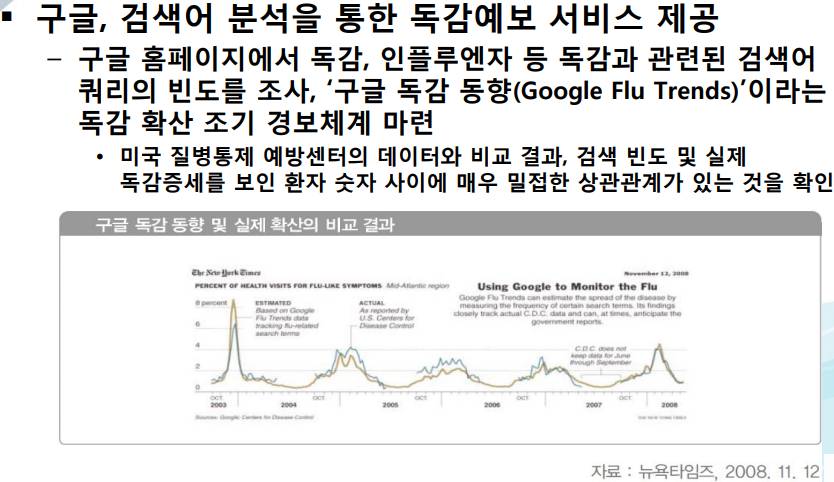 ▪ 구글, 검색어 분석을 통한 독감예보 서비스 제공
– 구글 홈페이지에서 독감, 인플루엔자 등 독감과 관련된 검색어
쿼리의 빈도를 조사, ‘구글 독감 동향(Google Flu Trends)’이라는
독감 확산 조기 경보체계 마련
• 미국 질병통제 예방센터의 데이터와 비교 결과, 검색 빈도 및 실제
독감증세를 보인 환자 숫자 사이에 매우 밀접한 상관관계가 있는 것을 확인
구글 독감 동향 및 실제 확산의 비교 결과
The New York Times
November 12, 2008
PERCENT OF HEALTH VISITS FOR FLU-LIKE SYMPTOMS Mid-Atlantic region
Using Google to Monitor the Flu
Google Flu Trends can estimate the spread of the disease by
measuring the frequency of certain search terms. Its findings
closely track actual C.D.C. data and can, at times, anticipate the
government reports.
8 percent
6
4
2
0
ESTIMATED
Based on Google
Flu Trends data
tracking flu-related
search terms
ACTUAL
As reported by
U.S. Centers for
Disease Control
C.D.C. does not
keep data for June
through September
OCT. OCT. OCT. OCT. OCT.
2003 2004 2005 2006 2007 2008
Sources: Google; Centers for Disease Control
THE NEW YORK TIMES
자료 : 뉴욕타임즈, 2008. 11. 12